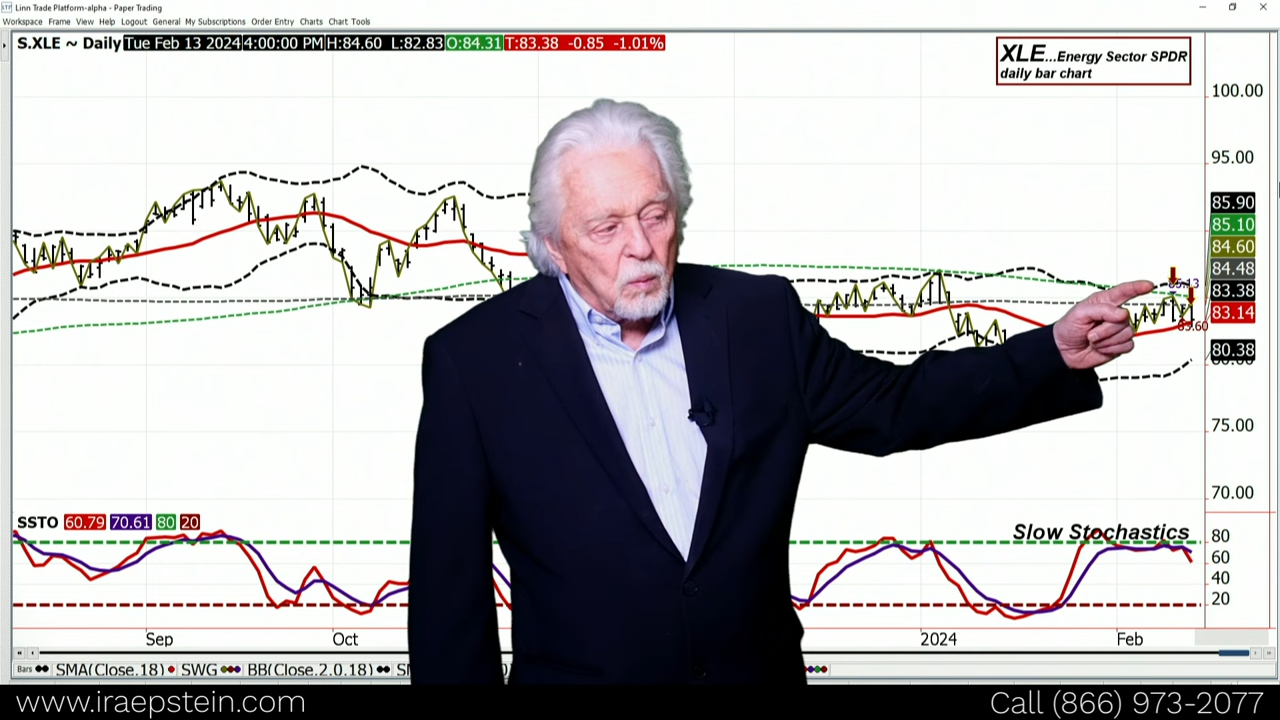 Linn Trade Platform-alpha - Paper Trading
Workspace Frame View Help Logout General My Subscriptions Order Entry Charts Chart Tools
S.XLE ~ Daily Tue Feb 13 2024 4:00:00 PM H:84.60 L:82.83 O:84.31 T:83.38 -0.85 -1.01%
XLE...Energy Sector SPDR
daily bar chart
100.00
95.00
85.90
85.10
84.60
84.48
83.38
83.14
80.38
75.00
70.00
85.13
83.60
SSTO 60.79 70.61 80 20
Slow Stochastics
80
60
40
20
Sep Oct 2024 Feb
Bars SMA(Close.18) SWG BB(Close.2.0.18)
www.iraepstein.com Call (866) 973-2077